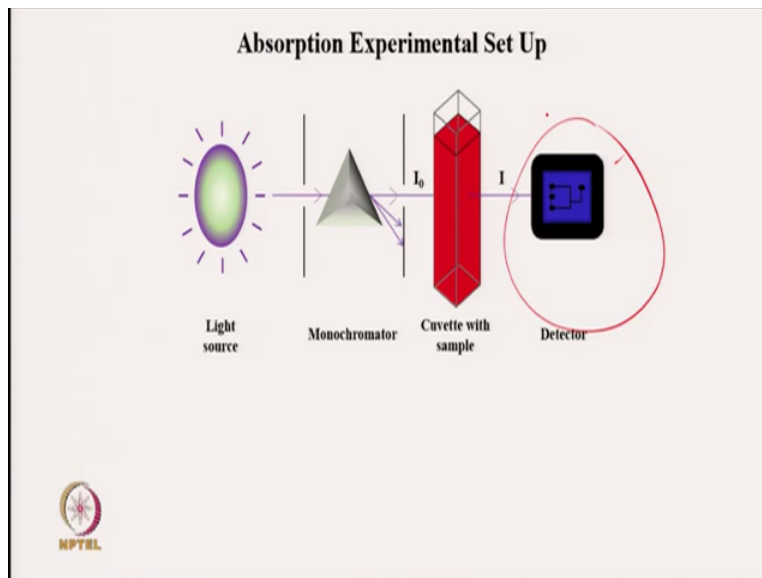 Absorption Experimental Set Up
I₀
I
Light
source
Monochromator
Cuvette with
sample
Detector
NPTEL